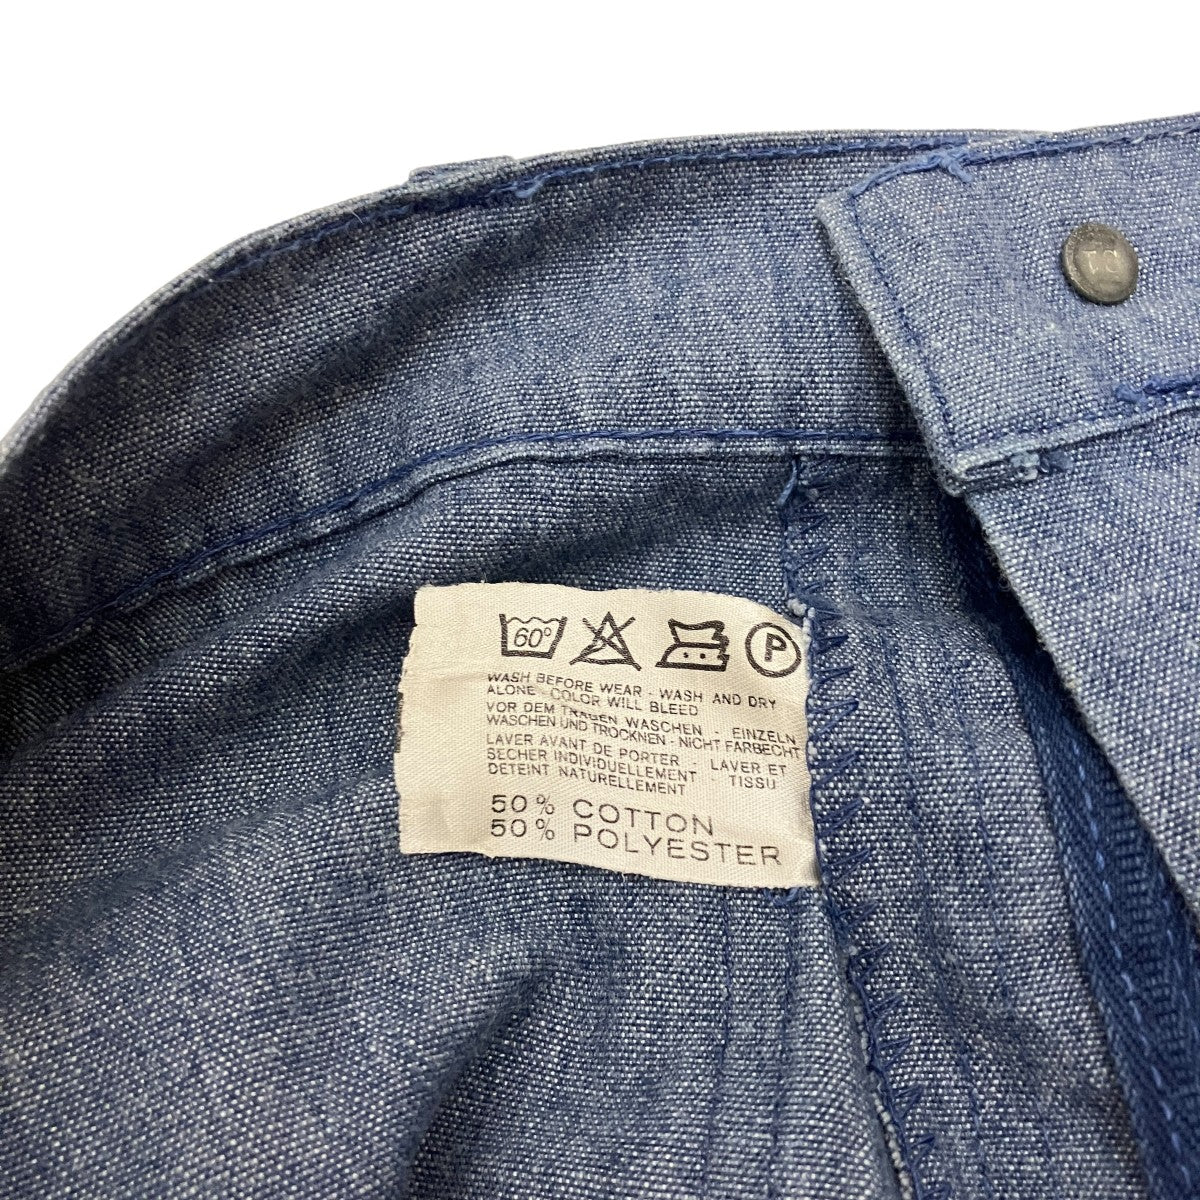 51
60°
P
WASH BEFORE WEAR - WASH AND DRY
ALONE - COLOR WILL BLEED
VOR DEM TRAGEN WASCHEN - EINZELN
WASCHEN UND TROCKNEN - NICHT FARBECHT
LAVER AVANT DE PORTER - LAVER ET
SECHER INDIVIDUELLEMENT - TISSU
DETEINT NATURELLEMENT
50% COTTON
50% POLYESTER